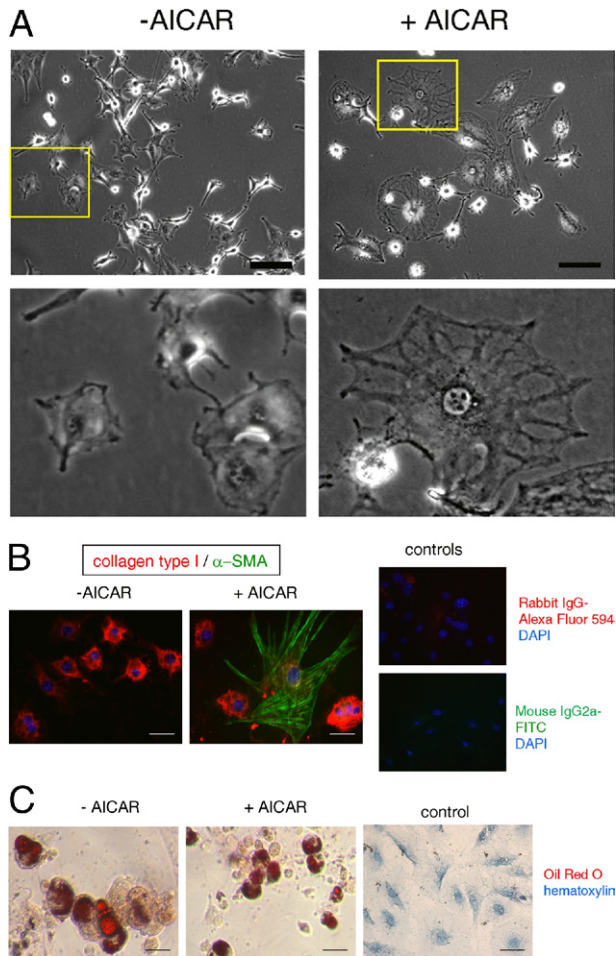 A
-AICAR
+ AICAR
B
collagen type I / α-SMA
-AICAR
+ AICAR
controls
Rabbit IgG-
Alexa Fluor 594
DAPI
Mouse IgG2a-
FITC
DAPI
C
- AICAR
+ AICAR
control
Oil Red O
hematoxylim